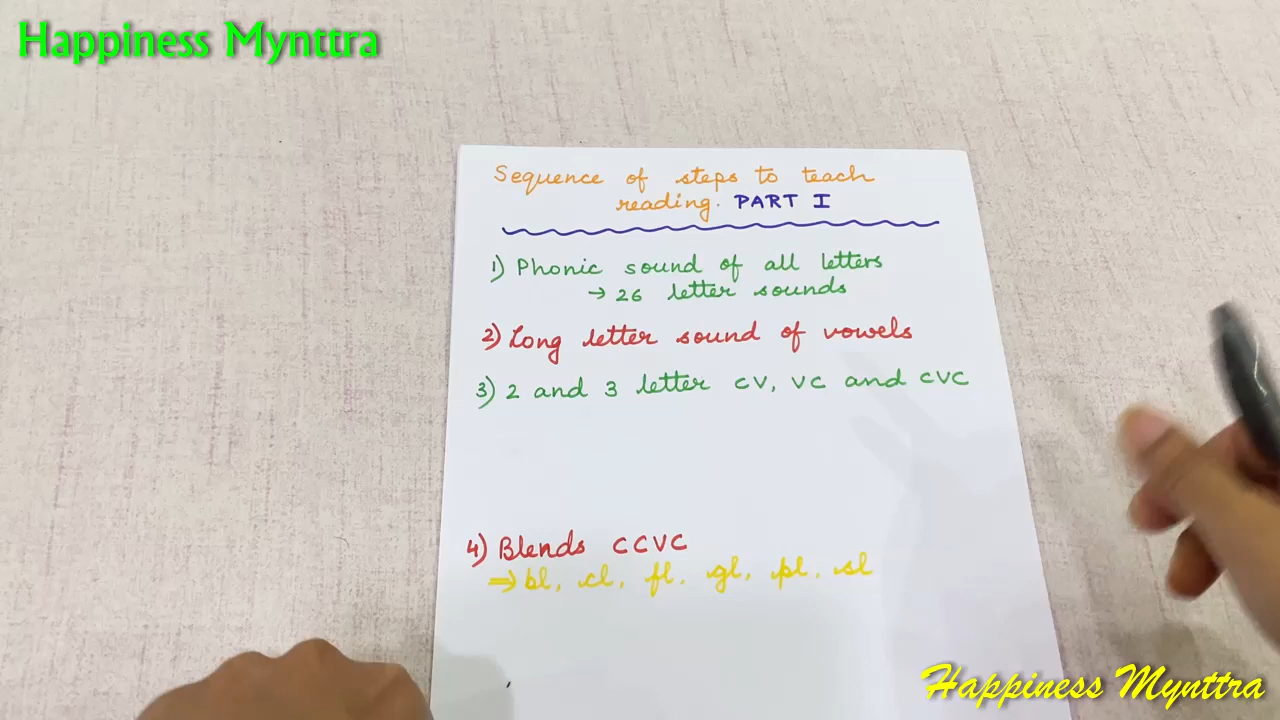 Happiness Mynttra
Sequence of steps to teach
reading. PART I
1) Phonic sound of all letters
→ 26 letter sounds
2) Long letter sound of vowels
3) 2 and 3 letter CV, VC and CVC
4) Blends CCVC
⇒ bl, cl, fl, gl, pl, sl
Happiness Mynttra